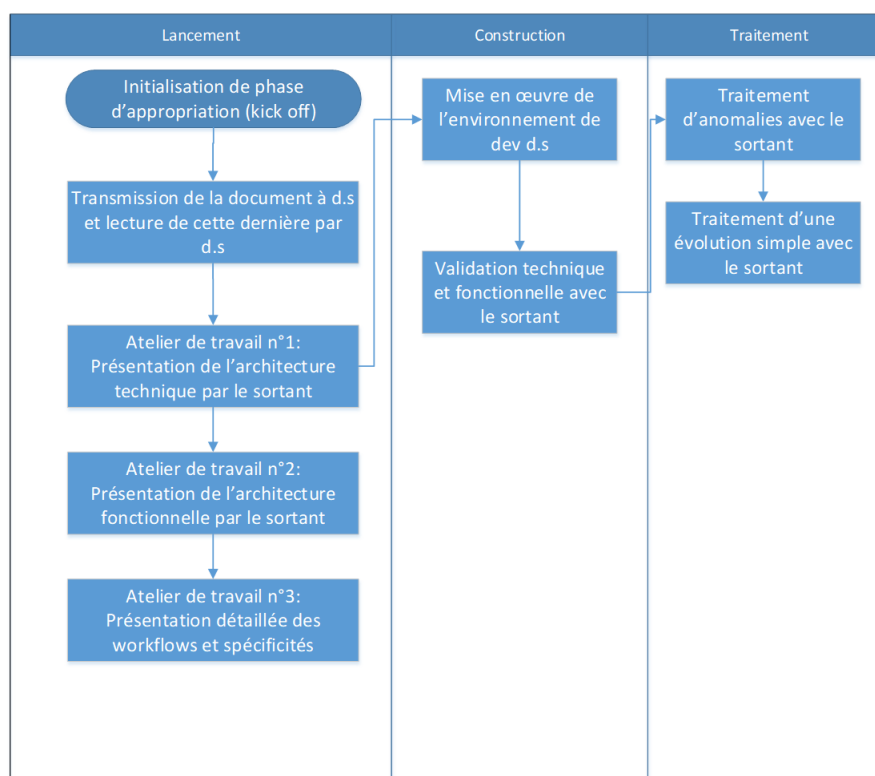 Lancement
Initialisation de phase
d'appropriation (kick off)
Transmission de la document à d.s
et lecture de cette dernière par
d.s
Atelier de travail n°1:
Présentation de l'architecture
technique par le sortant
Atelier de travail n°2:
Présentation de l'architecture
fonctionnelle par le sortant
Atelier de travail n°3:
Présentation détaillée des
workflows et spécificités
Construction
Mise en œuvre de
l'environnement de
dev d.s
Validation technique
et fonctionnelle avec
le sortant
Traitement
Traitement
d'anomalies avec le
sortant
Traitement d'une
évolution simple avec
le sortant